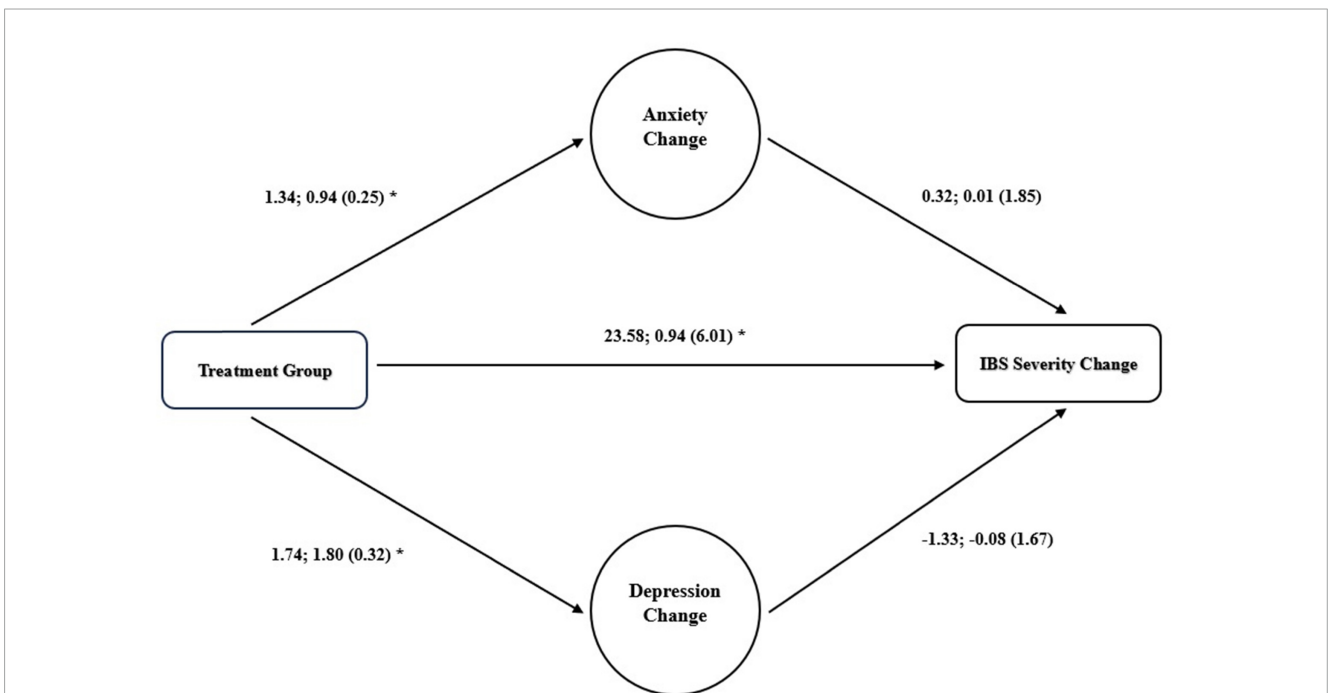 Anxiety
Change
1.34; 0.94 (0.25) *
0.32; 0.01 (1.85)
23.58; 0.94 (6.01) *
Treatment Group
IBS Severity Change
1.74; 1.80 (0.32) *
-1.33; -0.08 (1.67)
Depression
Change